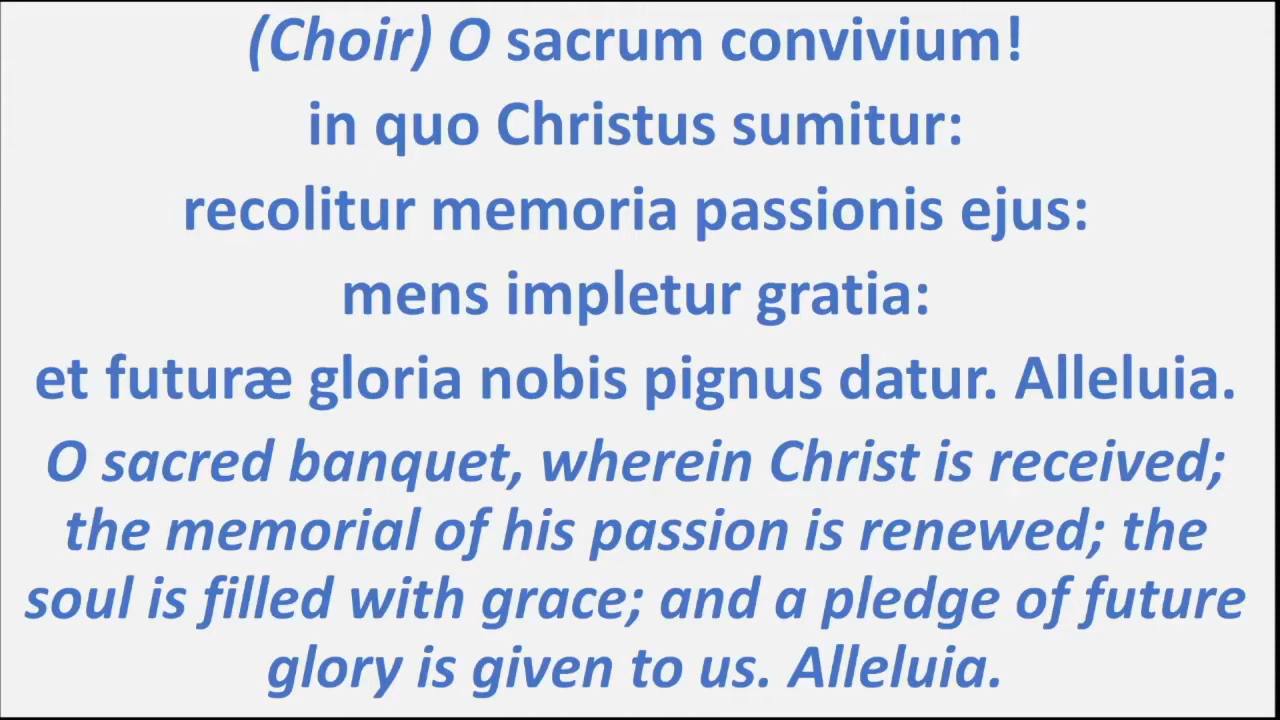 (Choir) O sacrum convivium!
in quo Christus sumitur:
recolitur memoria passionis ejus:
mens impletur gratia:
et futuræ gloria nobis pignus datur. Alleluia.
O sacred banquet, wherein Christ is received;
the memorial of his passion is renewed; the
soul is filled with grace; and a pledge of future
glory is given to us. Alleluia.